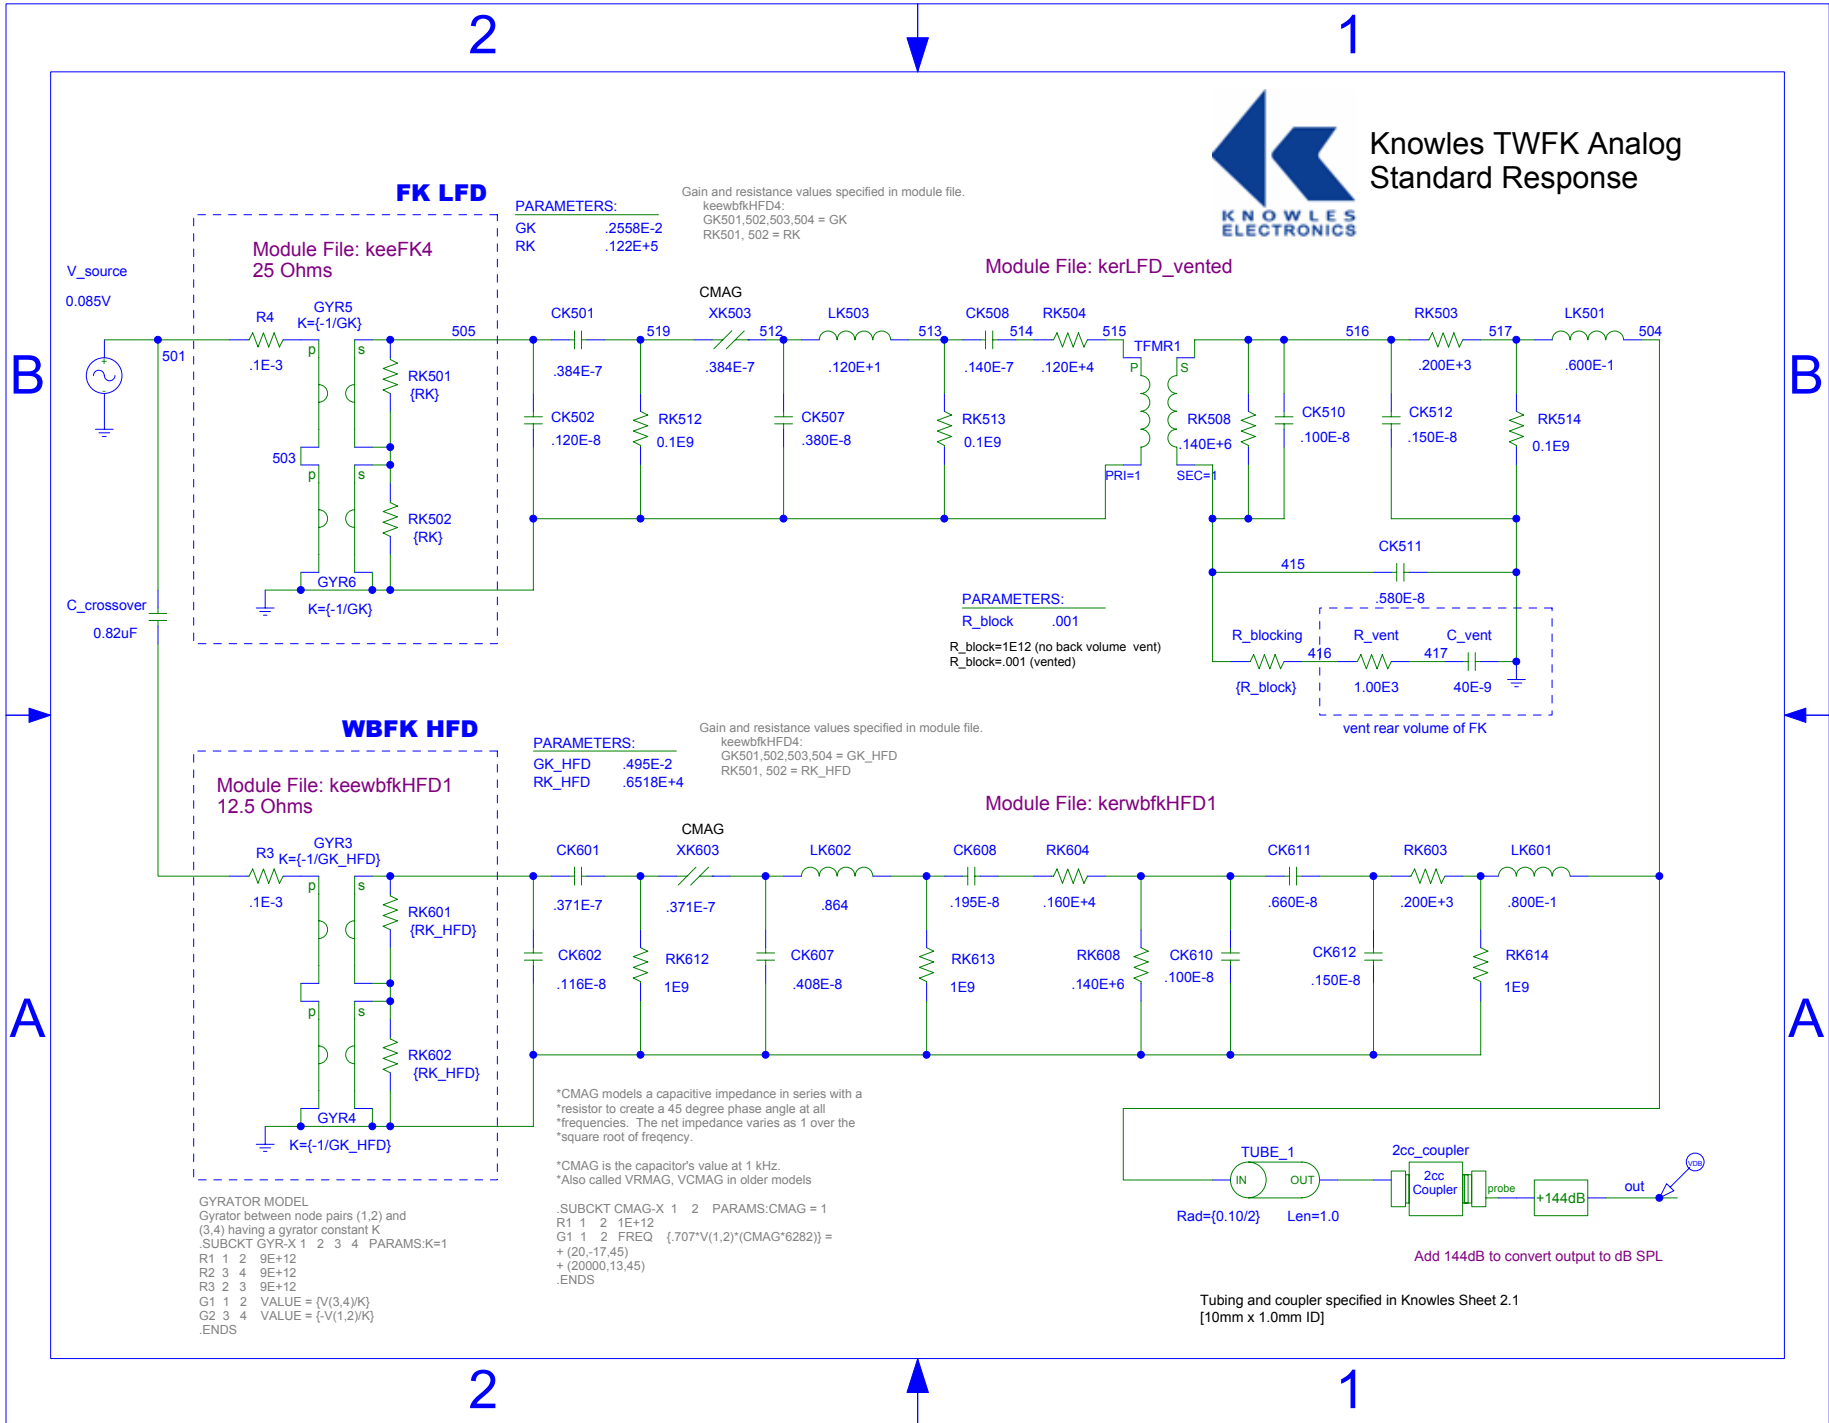 2
1
KNOWLES
ELECTRONICS
Knowles TWFK Analog
Standard Response
FK LFD
PARAMETERS:
GK .2558E-2
RK .122E+5
Gain and resistance values specified in module file.
keewbfkHFD4:
GK501,502,503,504 = GK
RK501, 502 = RK
Module File: keeFK4
25 Ohms
Module File: kerLFD_vented
V_source
0.085V
501
R4
.1E-3
GYR5
K={-1/GK}
p
s
RK501
{RK}
503
p
s
RK502
{RK}
GYR6
K={-1/GK}
505
CK501
.384E-7
519
CMAG
XK503
.384E-7
512
LK503
.120E+1
513
CK508
.140E-7
514
RK504
.120E+4
515
TFMR1
P
S
PRI=1
SEC=1
516
RK503
.200E+3
517
LK501
.600E-1
504
CK502
.120E-8
RK512
0.1E9
CK507
.380E-8
RK513
0.1E9
RK508
.140E+6
CK510
.100E-8
CK512
.150E-8
RK514
0.1E9
B
B
415
CK511
.580E-8
C_crossover
0.82uF
PARAMETERS:
R_block .001
R_block=1E12 (no back volume vent)
R_block=.001 (vented)
R_blocking
{R_block}
416
R_vent
1.00E3
417
C_vent
40E-9
vent rear volume of FK
WBFK HFD
PARAMETERS:
GK_HFD .495E-2
RK_HFD .6518E+4
Gain and resistance values specified in module file.
keewbfkHFD4:
GK501,502,503,504 = GK_HFD
RK501, 502 = RK_HFD
Module File: keewbfkHFD1
12.5 Ohms
Module File: kerwbfkHFD1
R3
.1E-3
GYR3
K={-1/GK_HFD}
p
s
RK601
{RK_HFD}
p
s
RK602
{RK_HFD}
GYR4
K={-1/GK_HFD}
CK601
.371E-7
CMAG
XK603
.371E-7
LK602
.864
CK608
.195E-8
RK604
.160E+4
CK611
.660E-8
RK603
.200E+3
LK601
.800E-1
CK602
.116E-8
RK612
1E9
CK607
.408E-8
RK613
1E9
RK608
.140E+6
CK610
.100E-8
CK612
.150E-8
RK614
1E9
A
A
*CMAG models a capacitive impedance in series with a
*resistor to create a 45 degree phase angle at all
*frequencies. The net impedance varies as 1 over the
*square root of freqency.
*CMAG is the capacitor's value at 1 kHz.
*Also called VRMAG, VCMAG in older models
.SUBCKT CMAG-X 1 2 PARAMS:CMAG = 1
R1 1 2 1E+12
G1 1 2 FREQ {.707*V(1,2)*(CMAG*6282)} =
+ (20,-17,45)
+ (20000,13,45)
.ENDS
GYRATOR MODEL
Gyrator between node pairs (1,2) and
(3,4) having a gyrator constant K
.SUBCKT GYR-X 1 2 3 4 PARAMS:K=1
R1 1 2 9E+12
R2 3 4 9E+12
R3 2 3 9E+12
G1 1 2 VALUE = {V(3,4)/K}
G2 3 4 VALUE = {-V(1,2)/K}
.ENDS
TUBE_1
IN
OUT
Rad={0.10/2} Len=1.0
2cc_coupler
2cc
Coupler
probe
+144dB
out
VDB
Add 144dB to convert output to dB SPL
Tubing and coupler specified in Knowles Sheet 2.1
[10mm x 1.0mm ID]
2
1